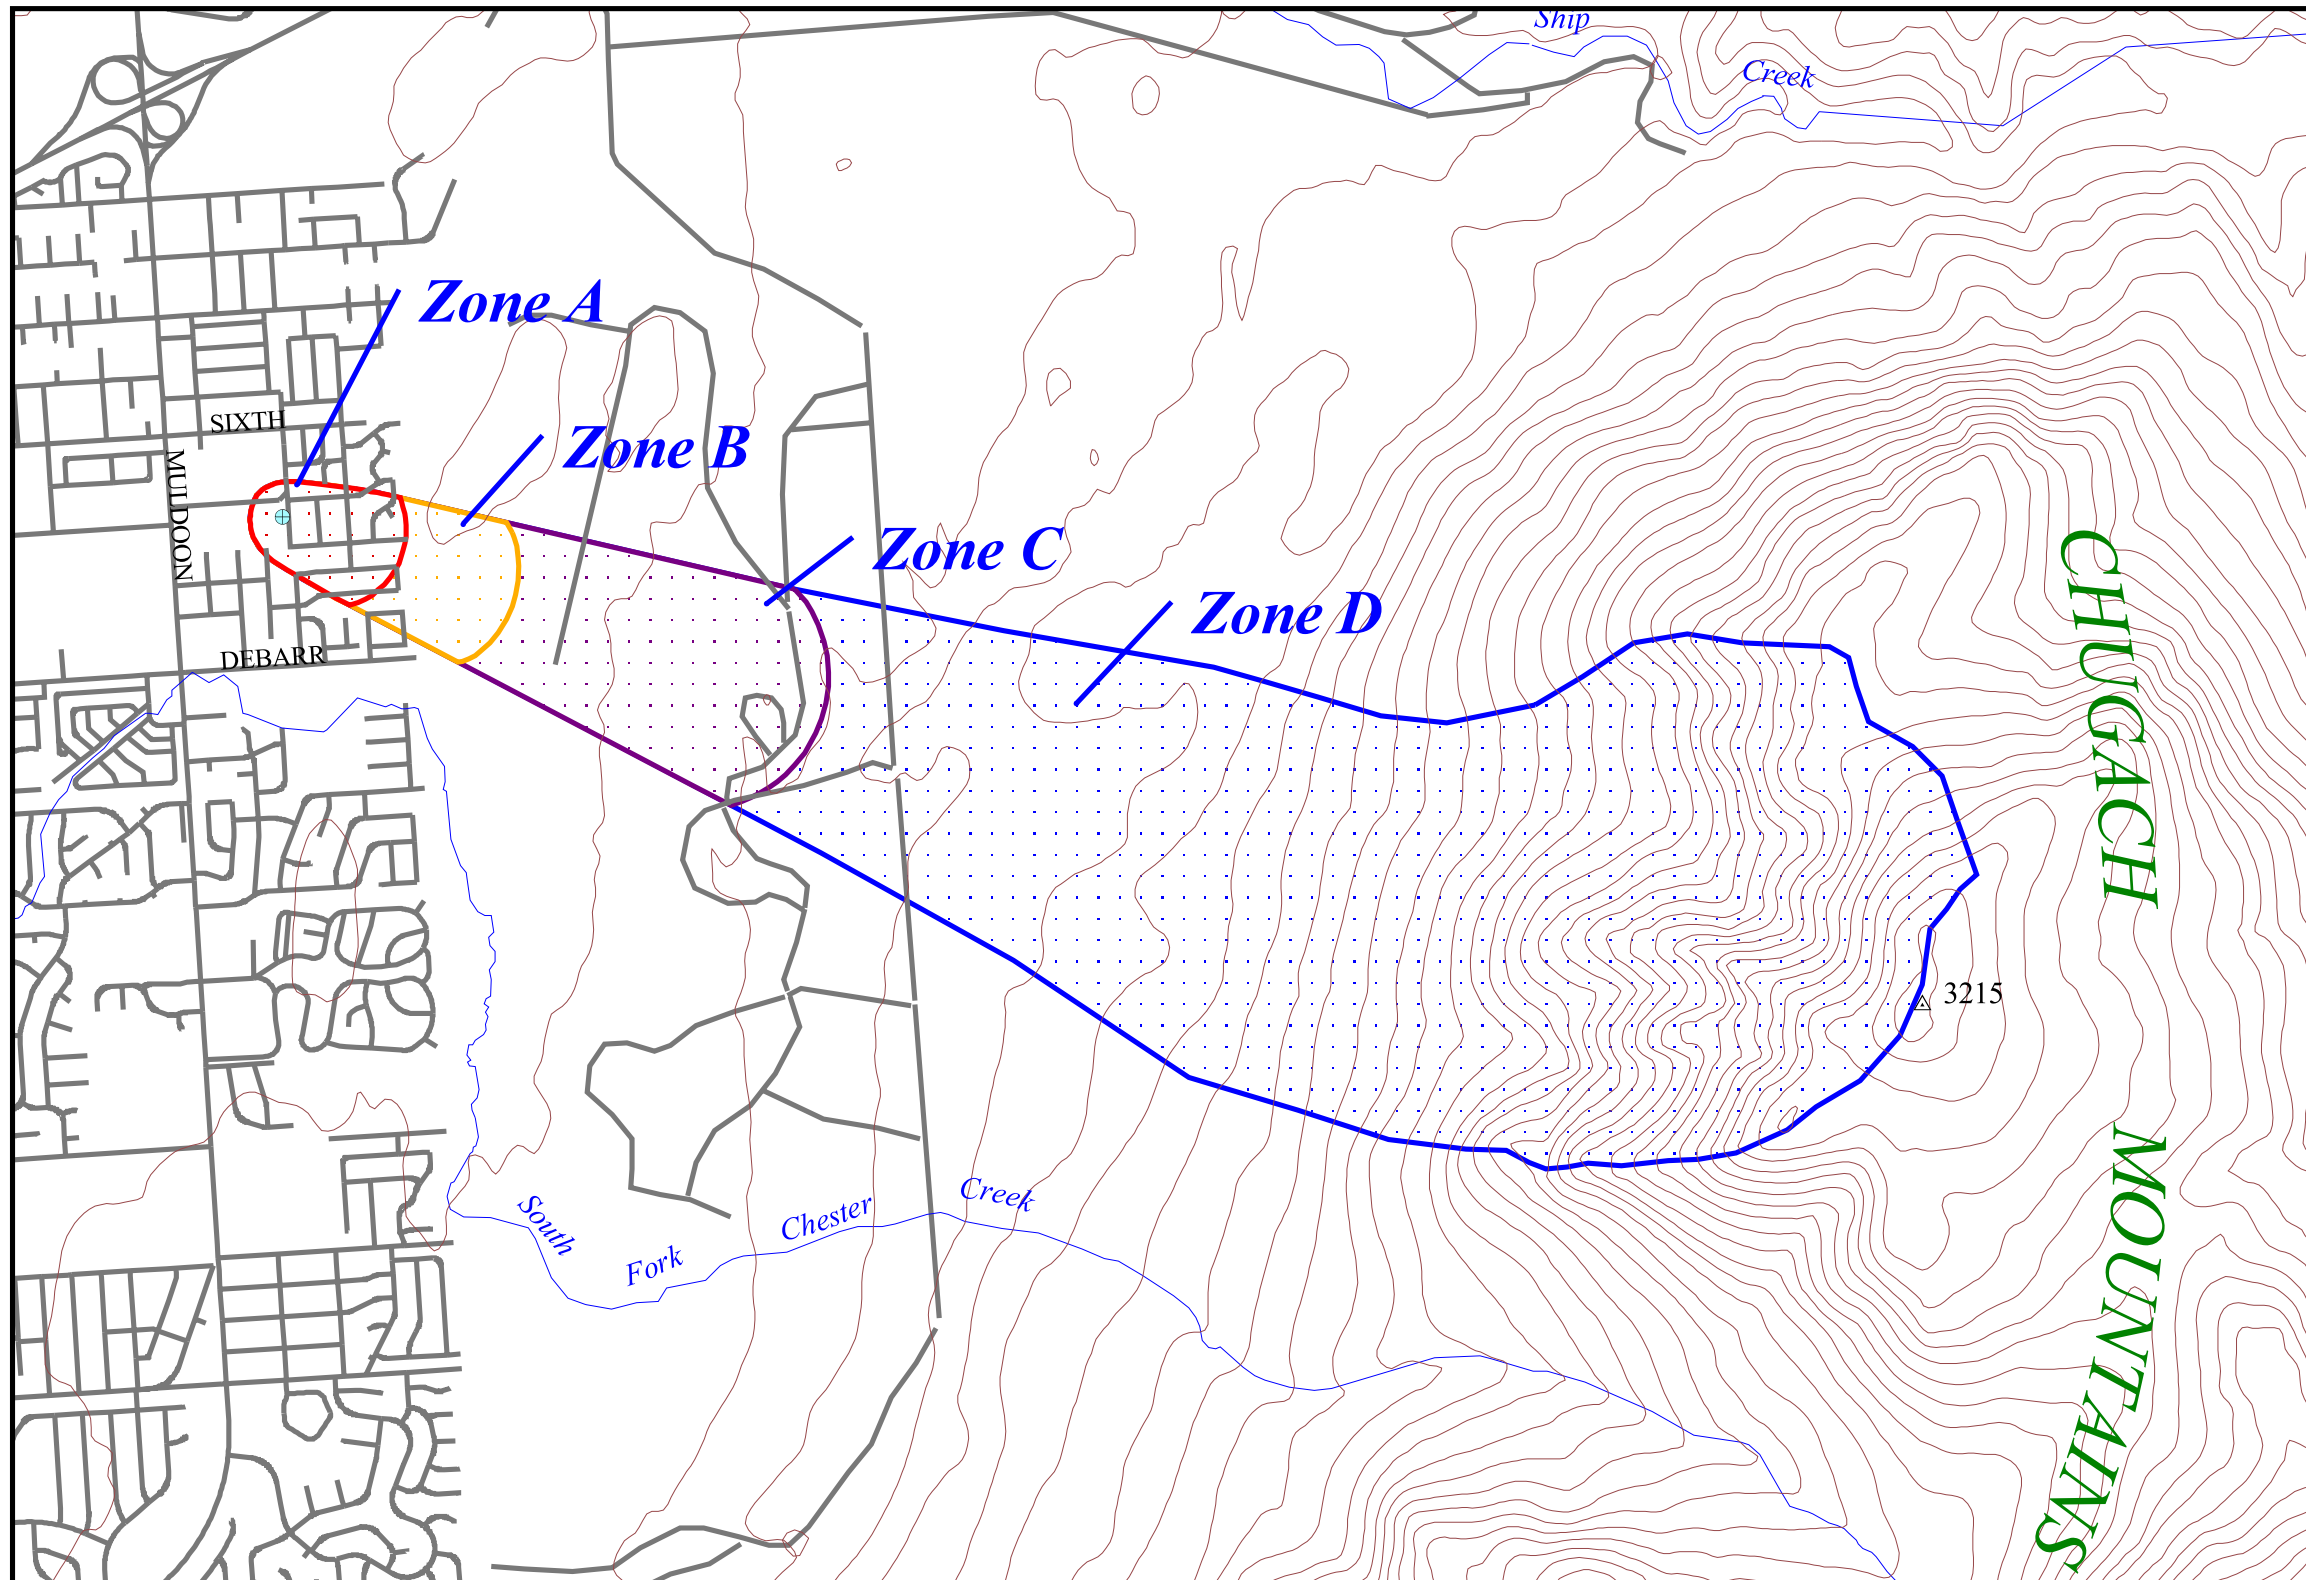 Ship
Creek
Zone A
SIXTH
Zone B
MULDOON
Zone C
Zone D
DEBARR
CHUGACH
3215
South
Fork
Chester
Creek
MOUNTAINS